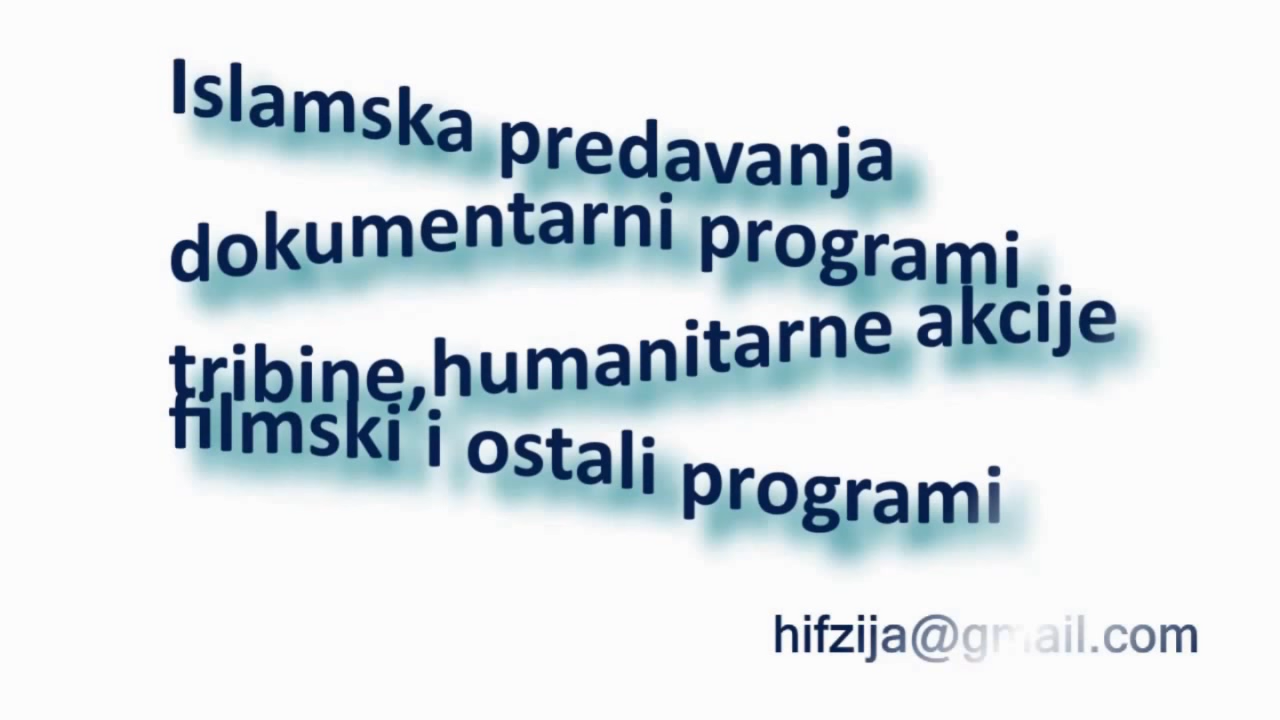 Islamska predavanja
dokumentarni programi
tribine,humanitarne akcije
filmski i ostali programi
hifzija@gmail.com